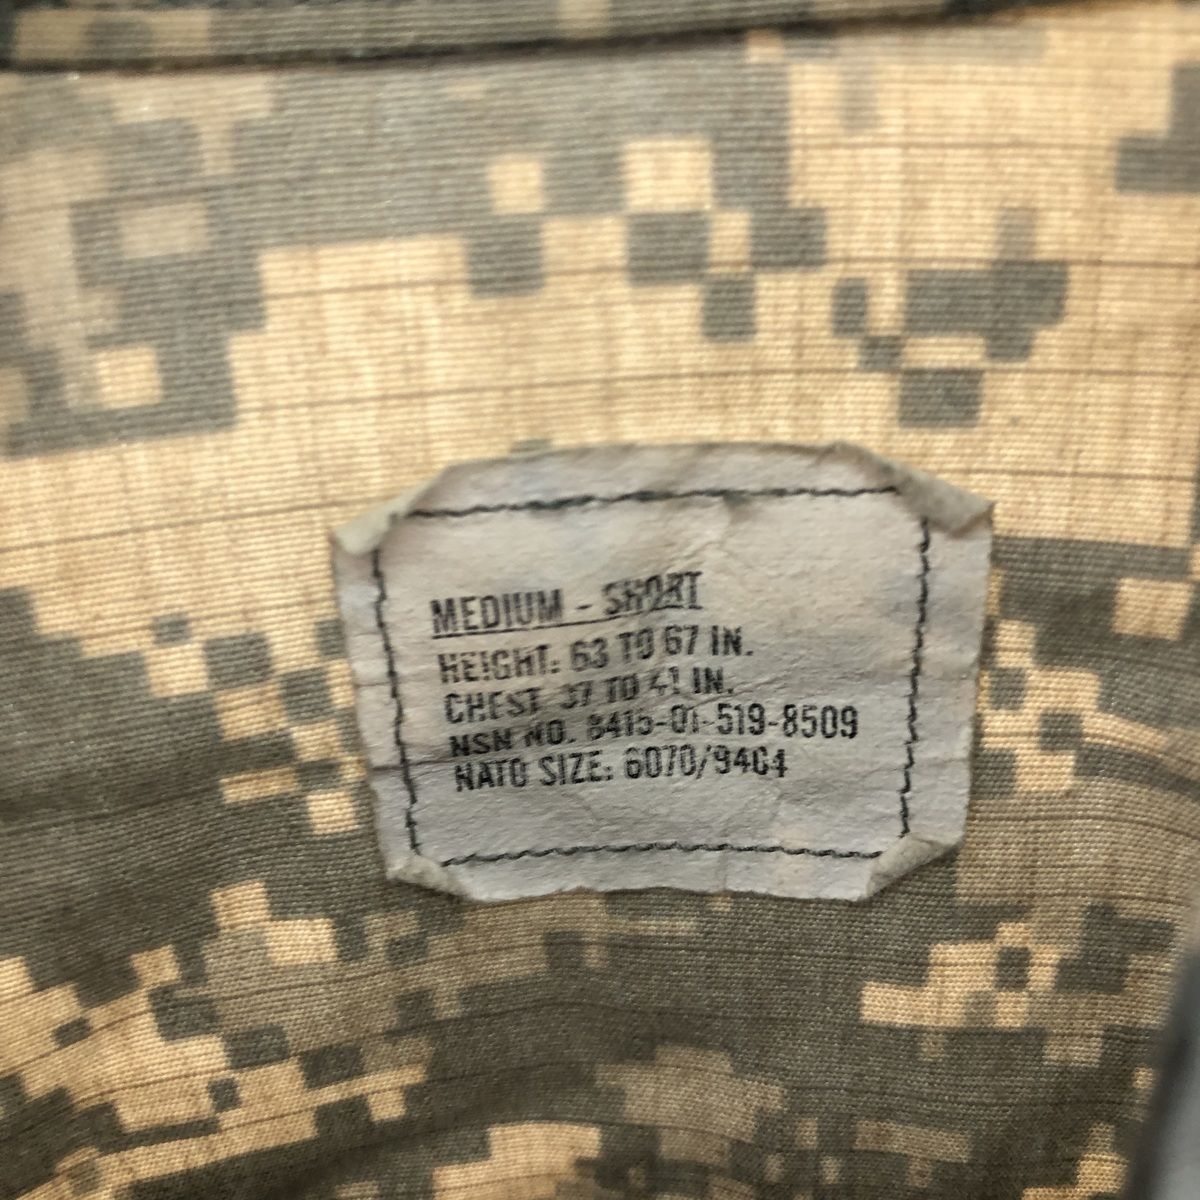 MEDIUM - SHORT
HEIGHT: 63 TO 67 IN.
CHEST 37 TO 41 IN.
NSN NO. 8415-01-519-8509
NATO SIZE: 6070/9404